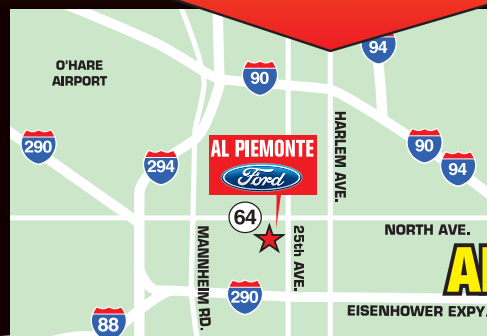 94
O'HARE
AIRPORT
90
HARLEM AVE.
290
294
AL PIEMONTE
Ford
90
94
64
MANNHEIM RD.
25th AVE.
NORTH AVE.
290
EISENHOWER EXPY.
88